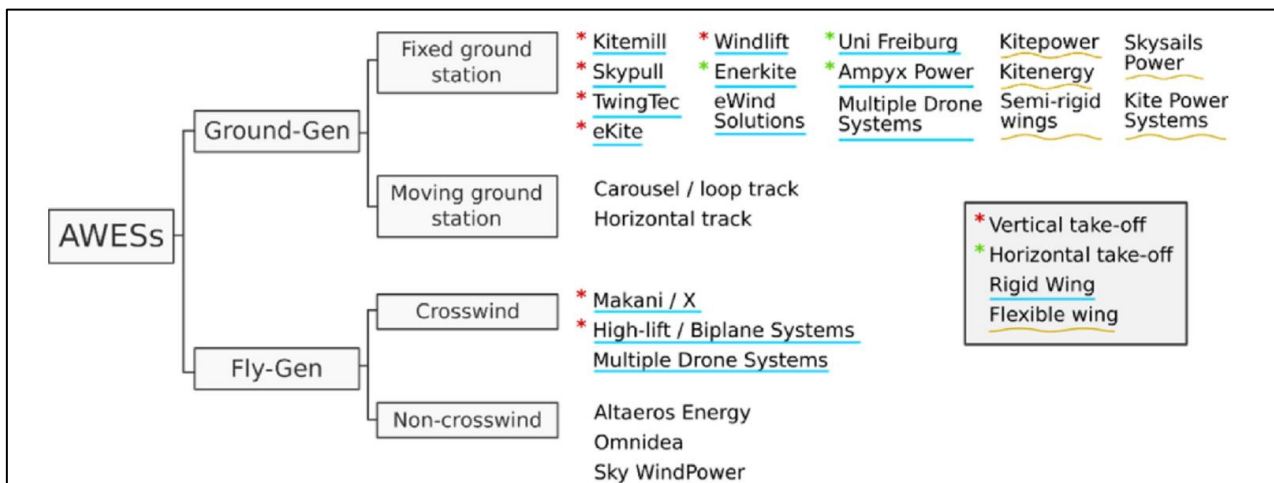 AWESs
Ground-Gen
Fixed ground
station
* Kitemill
* Skypull
* TwingTec
* eKite
* Windlift
* Enerkite
eWind
Solutions
* Uni Freiburg
* Ampyx Power
Multiple Drone
Systems
Kitepower
Kitenergy
Semi-rigid
wings
Skysails
Power
Kite Power
Systems
Moving ground
station
Carousel / loop track
Horizontal track
Fly-Gen
Crosswind
* Makani / X
* High-lift / Biplane Systems
Multiple Drone Systems
Non-crosswind
Altaeros Energy
Omnidea
Sky WindPower
* Vertical take-off
* Horizontal take-off
Rigid Wing
Flexible wing